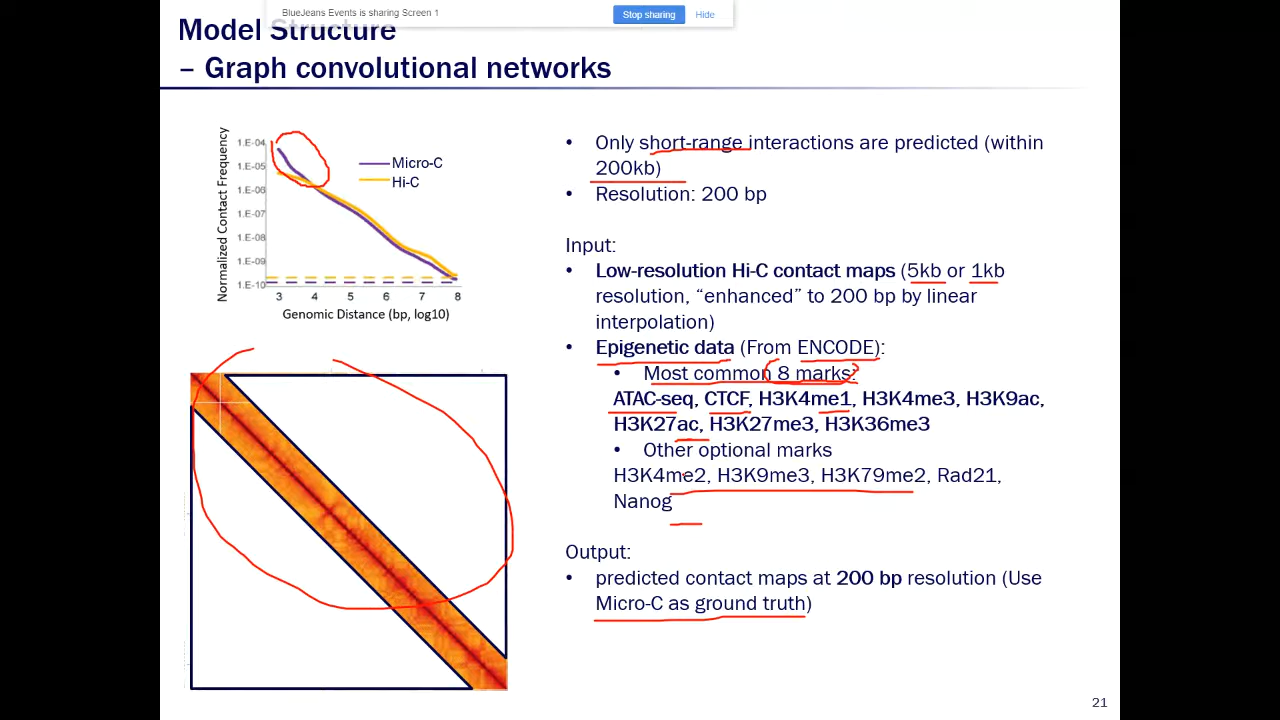 BlueJeans Events is sharing Screen 1
Stop sharing
Hide
Model Structure
– Graph convolutional networks
Normalized Contact Frequency
1.E-04
1.E-05
1.E-06
1.E-07
1.E-08
1.E-09
1.E-10
3 4 5 6 7 8
Genomic Distance (bp, log10)
Micro-C
Hi-C
• Only short-range interactions are predicted (within
200kb)
• Resolution: 200 bp
Input:
• Low-resolution Hi-C contact maps (5kb or 1kb
resolution, “enhanced” to 200 bp by linear
interpolation)
• Epigenetic data (From ENCODE):
• Most common 8 marks:
ATAC-seq, CTCF, H3K4me1, H3K4me3, H3K9ac,
H3K27ac, H3K27me3, H3K36me3
• Other optional marks
H3K4me2, H3K9me3, H3K79me2, Rad21,
Nanog
Output:
• predicted contact maps at 200 bp resolution (Use
Micro-C as ground truth)
21